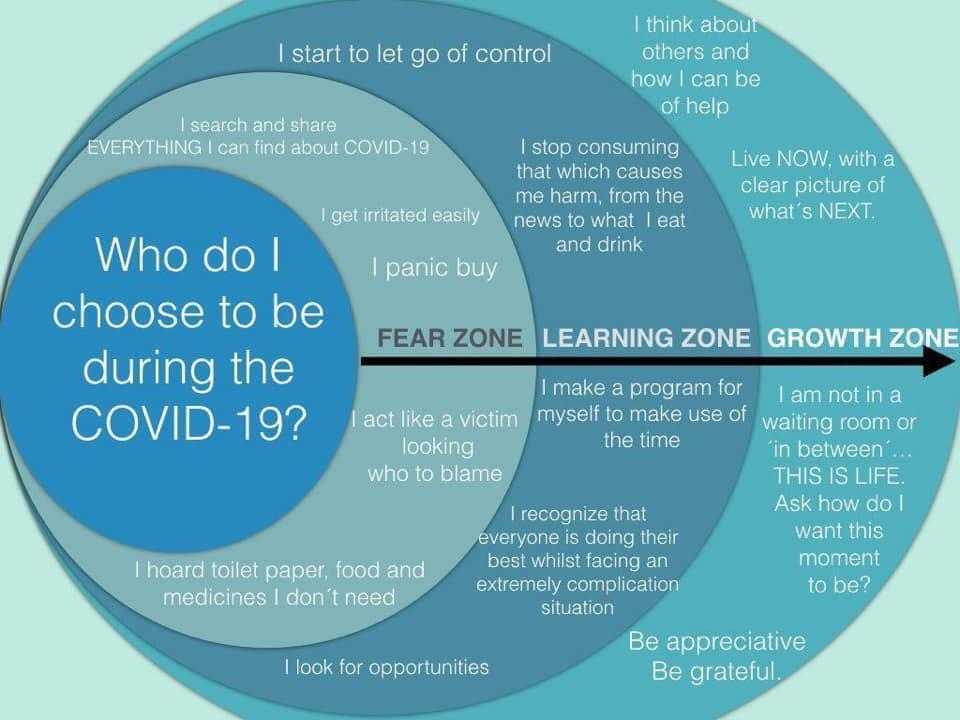 Who do I
choose to be
during the
COVID-19?
I search and share
EVERYTHING I can find about COVID-19
I get irritated easily
I panic buy
FEAR ZONE
I act like a victim
looking
who to blame
I hoard toilet paper, food and
medicines I don´t need
I start to let go of control
I stop consuming
that which causes
me harm, from the
news to what I eat
and drink
LEARNING ZONE
I make a program for
myself to make use of
the time
I recognize that
everyone is doing their
best whilst facing an
extremely complication
situation
I look for opportunities
I think about
others and
how I can be
of help
Live NOW, with a
clear picture of
what´s NEXT.
GROWTH ZONE
I am not in a
waiting room or
´in between´...
THIS IS LIFE.
Ask how do I
want this
moment
to be?
Be appreciative
Be grateful.